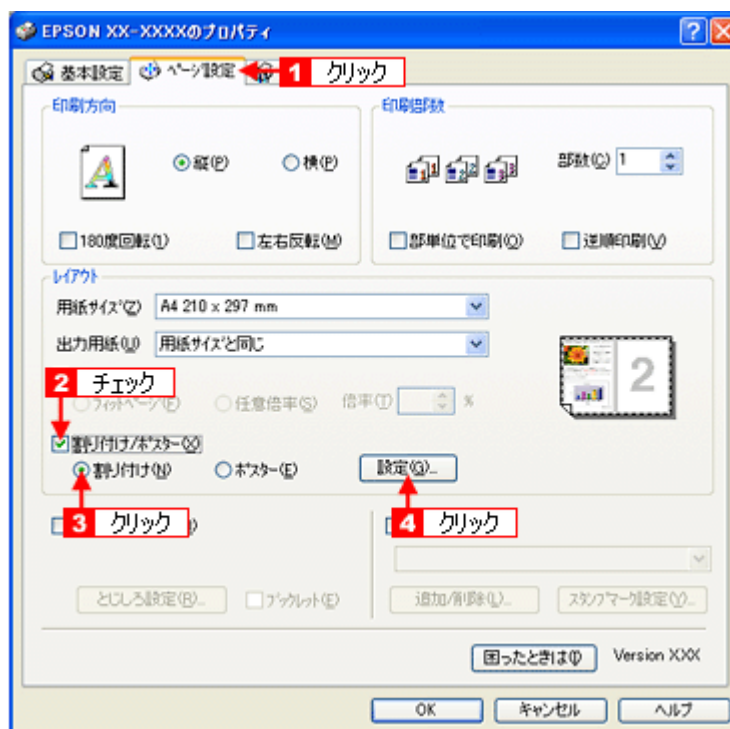 EPSON XX-XXXXのプロパティ
基本設定 ページ設定 1 クリック
印刷方向
縦(P) 横(P)
180度回転(1) 左右反転(M)
印刷部数
1 1 2 2 3 3 部数(C) 1
部単位で印刷(O) 逆順印刷(V)
レイアウト
用紙サイズ(Z) A4 210 x 297 mm
出力用紙(U) 用紙サイズと同じ
2 チェック
フィットページ(F) 任意倍率(S) 倍率(T) %
割り付け/ポスター(X)
割り付け(N) ポスター(E) 設定(G)...
2
3 クリック
4 クリック
とじしろ設定(R)... ブックレット(E)
追加/削除(L)... スタンプマーク設定(Y)...
困ったときは(I) Version XXX
OK キャンセル ヘルプ